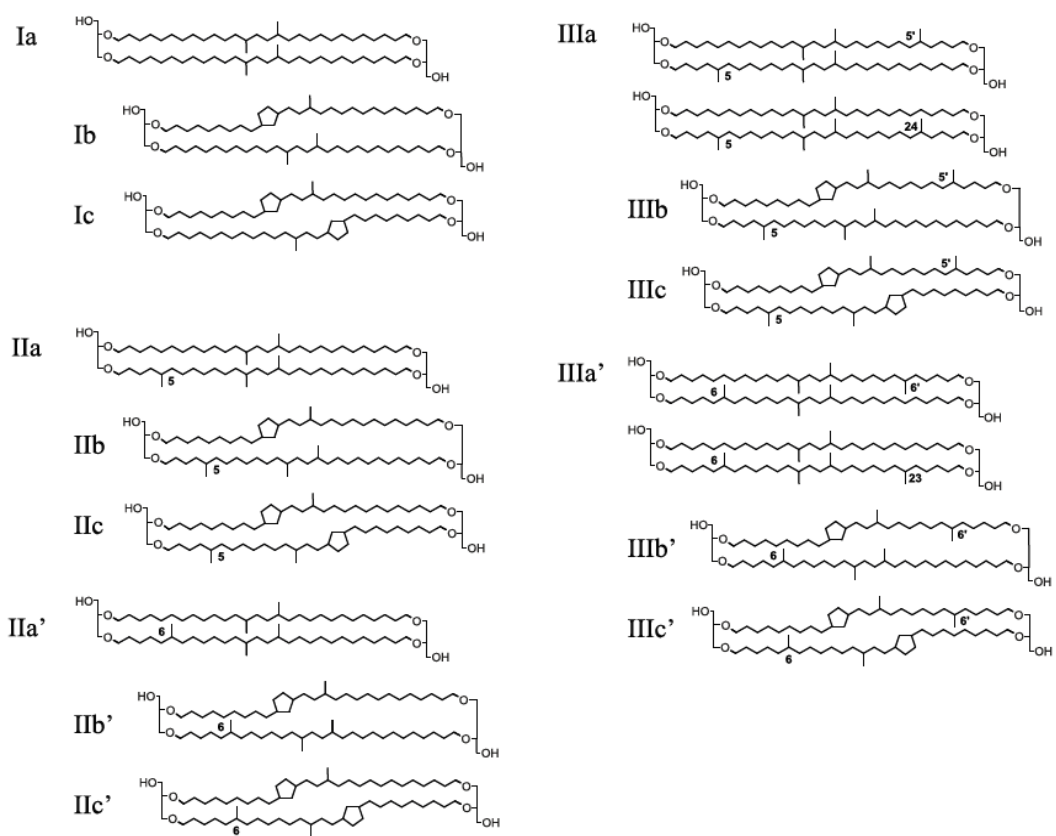 HO
Ia O O
O O
OH
HO O
Ib O
O O
OH
HO O
Ic O O
O OH
HO
IIa O O
O 5 O
OH
HO O
IIb O
O 5 O
OH
HO O
IIc O O
O 5 OH
HO
IIa’ O O
O 6 O
OH
HO O
IIb’ O
O 6 O
OH
HO O
IIc’ O O
O 6 OH
HO 5'
IIIa O O
O 5 O
OH
HO
O O
O 5 24 O
OH
HO 5' O
IIIb O
O 5 O
OH
HO 5' O
IIIc O O
O 5 OH
HO
IIIa’ O 6' O
O 6 O
OH
HO
O O
O 6 23 O
OH
HO 6' O
IIIb’ O
O 6 O
OH
HO 6' O
IIIc’ O O
O 6 OH